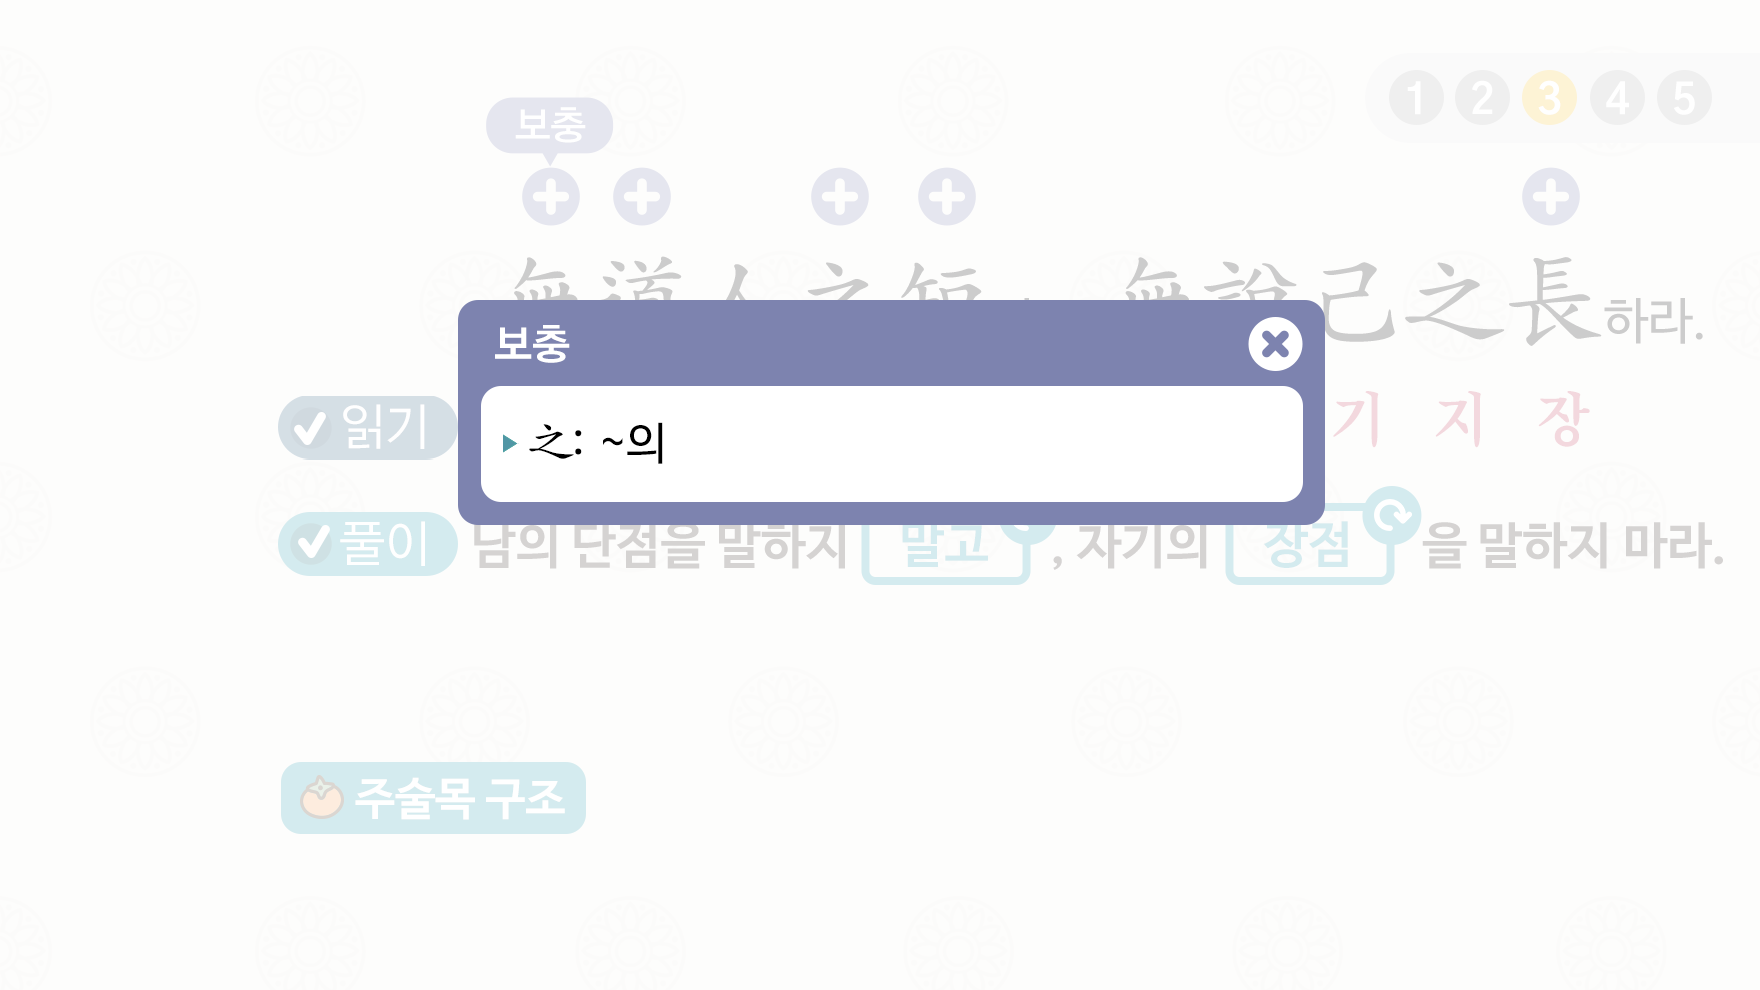 1 2 3 4 5
보충
無道人之短, 無說己之長하라.
보충
之: ~의
읽기
기 지 장
풀이 남의 단점을 말하지 말고, 자기의 장점을 말하지 마라.
주술목 구조